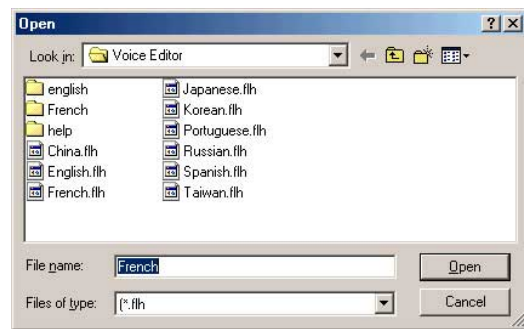 Open
Look in: Voice Editor
english
French
help
China.flh
English.flh
French.flh
Japanese.flh
Korean.flh
Portuguese.flh
Russian.flh
Spanish.flh
Taiwan.flh
File name: French Open
Files of type: (*.flh Cancel